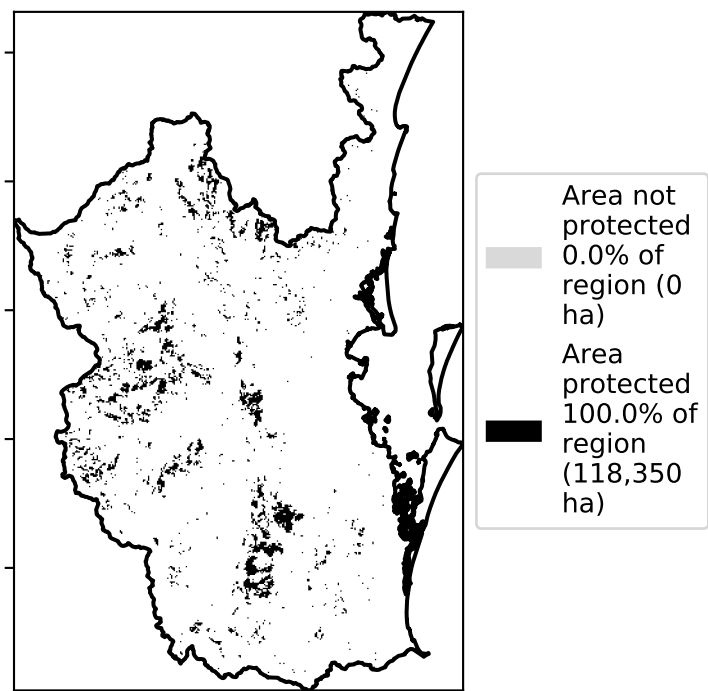 Area not
protected
0.0% of
region (0
ha)
Area
protected
100.0% of
region
(118,350
ha)